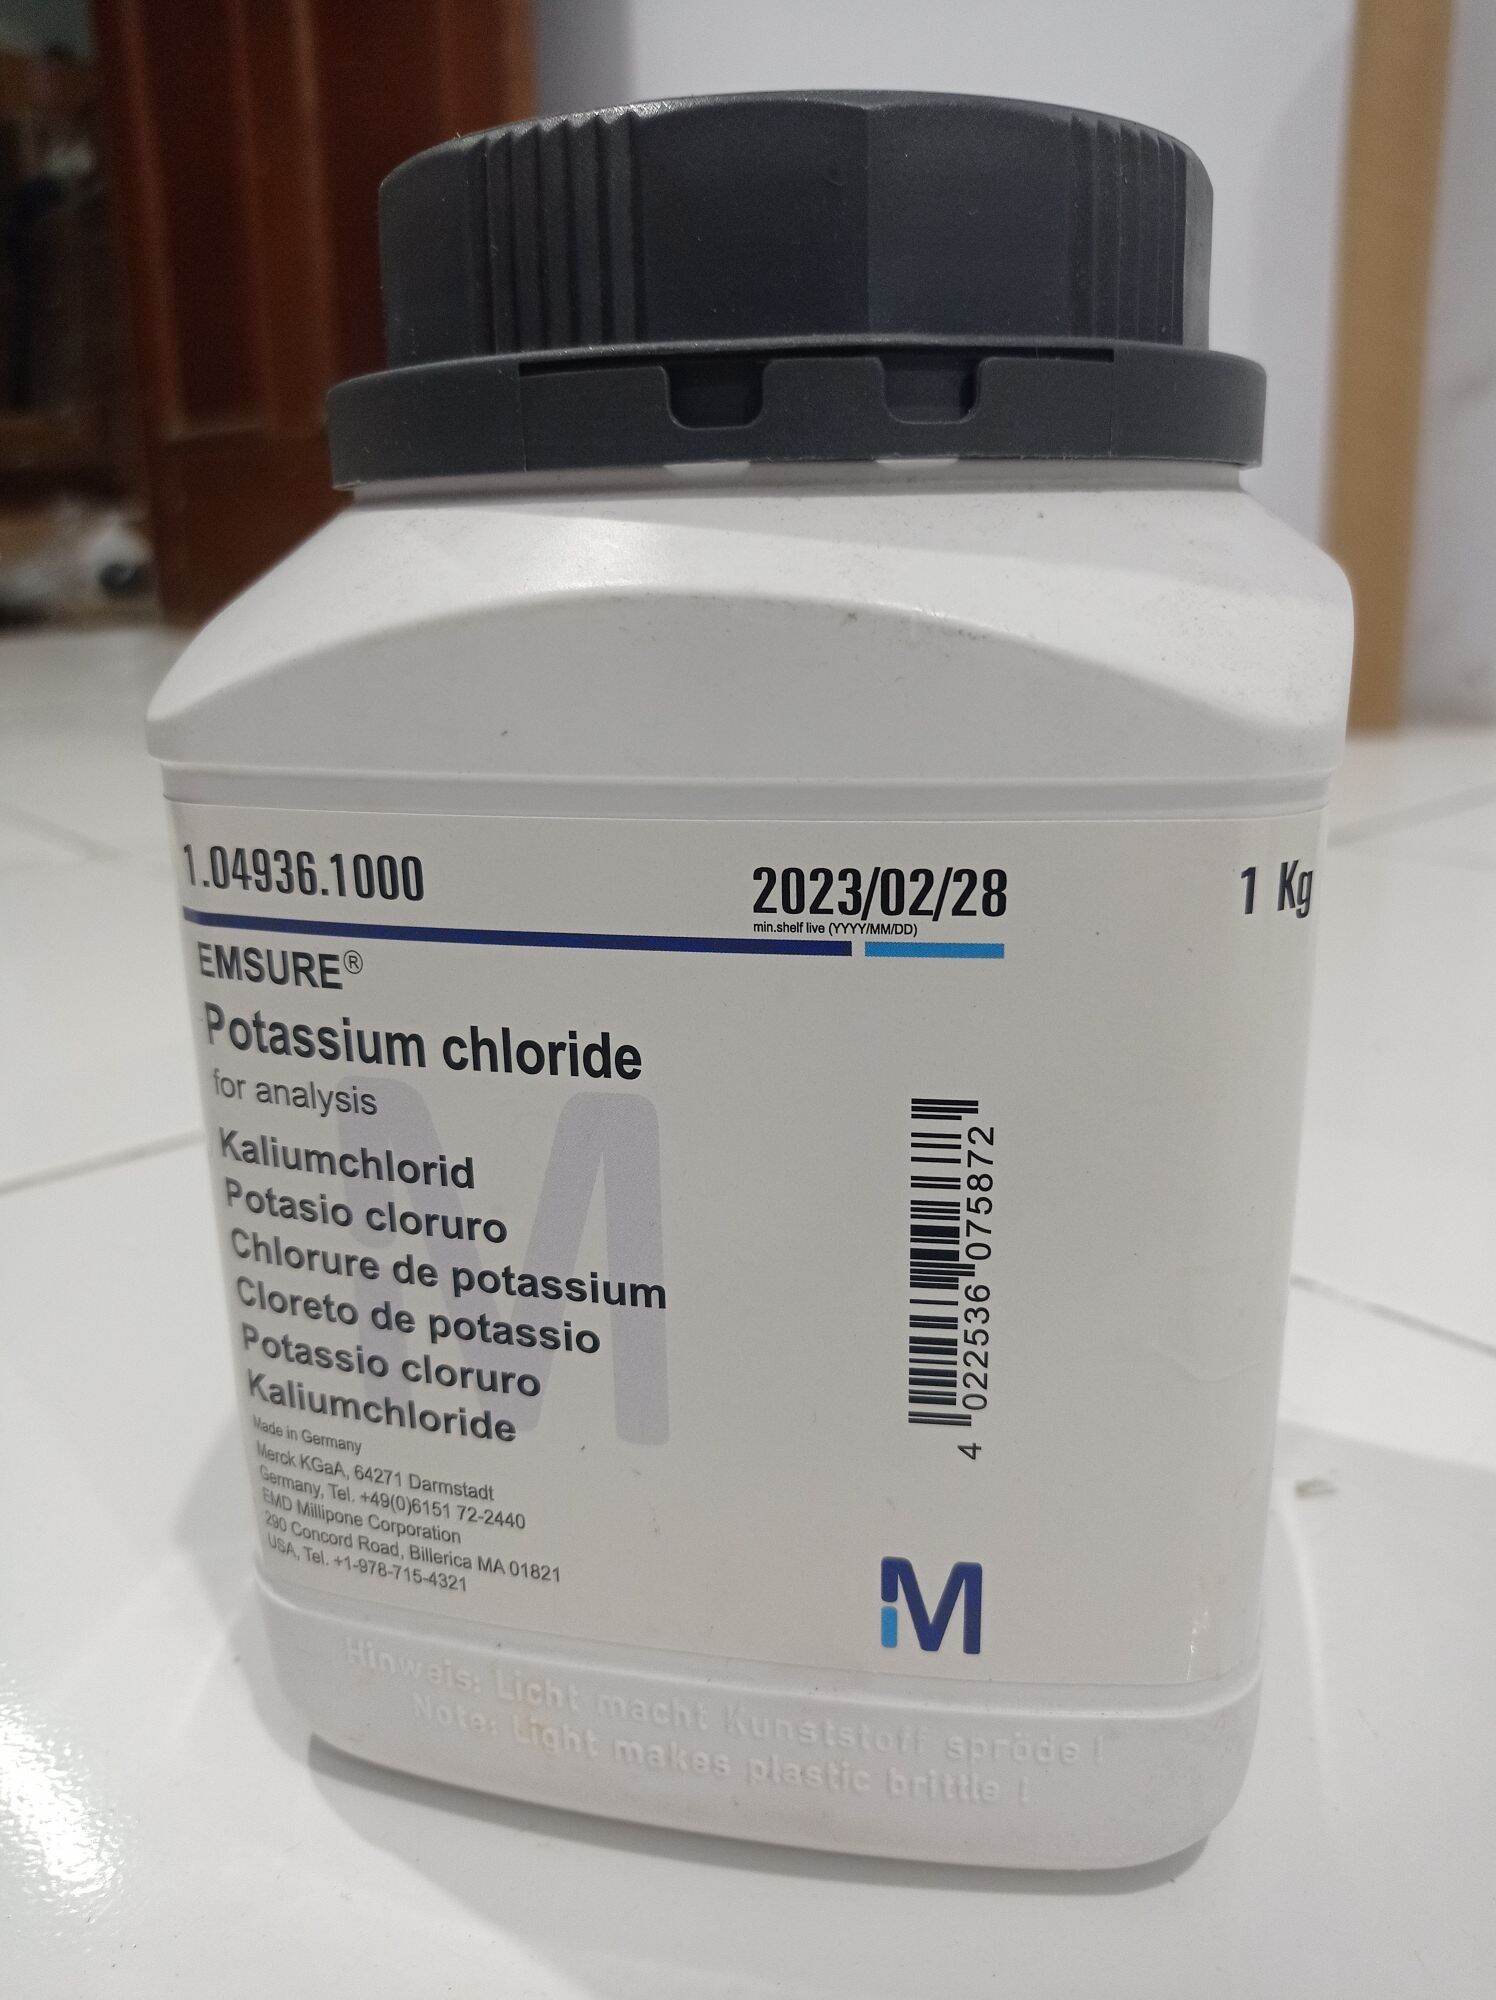 1.04936.1000
2023/02/28
min.shelf live (YYYY/MM/DD)
1 Kg
EMSURE®
Potassium chloride
for analysis
Kaliumchlorid
Potasio cloruro
Chlorure de potassium
Cloreto de potassio
Potassio cloruro
Kaliumchloride
Made in Germany
Merck KGaA, 64271 Darmstadt
Germany, Tel. +49(0)6151 72-2440
EMD Millipone Corporation
290 Concord Road, Billerica MA 01821
USA, Tel. +1-978-715-4321
4 022536 075872
M
Hinweis: Licht macht Kunststoff spröde !
Note: Light makes plastic brittle !